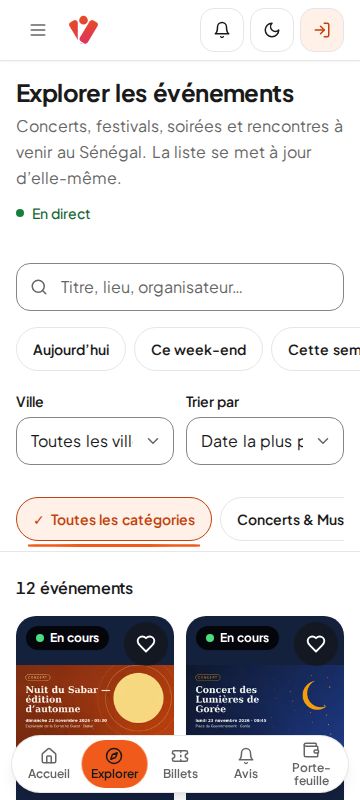 Explorer les événements
Concerts, festivals, soirées et rencontres à
venir au Sénégal. La liste se met à jour
d’elle-même.
En direct
Titre, lieu, organisateur…
Aujourd’hui
Ce week-end
Cette sem
Ville
Trier par
Toutes les vill
Date la plus p
✓ Toutes les catégories
Concerts & Mus
12 événements
En cours
CONCERT
Nuit du Sabar —
édition
d’automne
En cours
CONCERT
Concert des
Lumières de
Gorée
Accueil
Explorer
Billets
Avis
Porte-
feuille